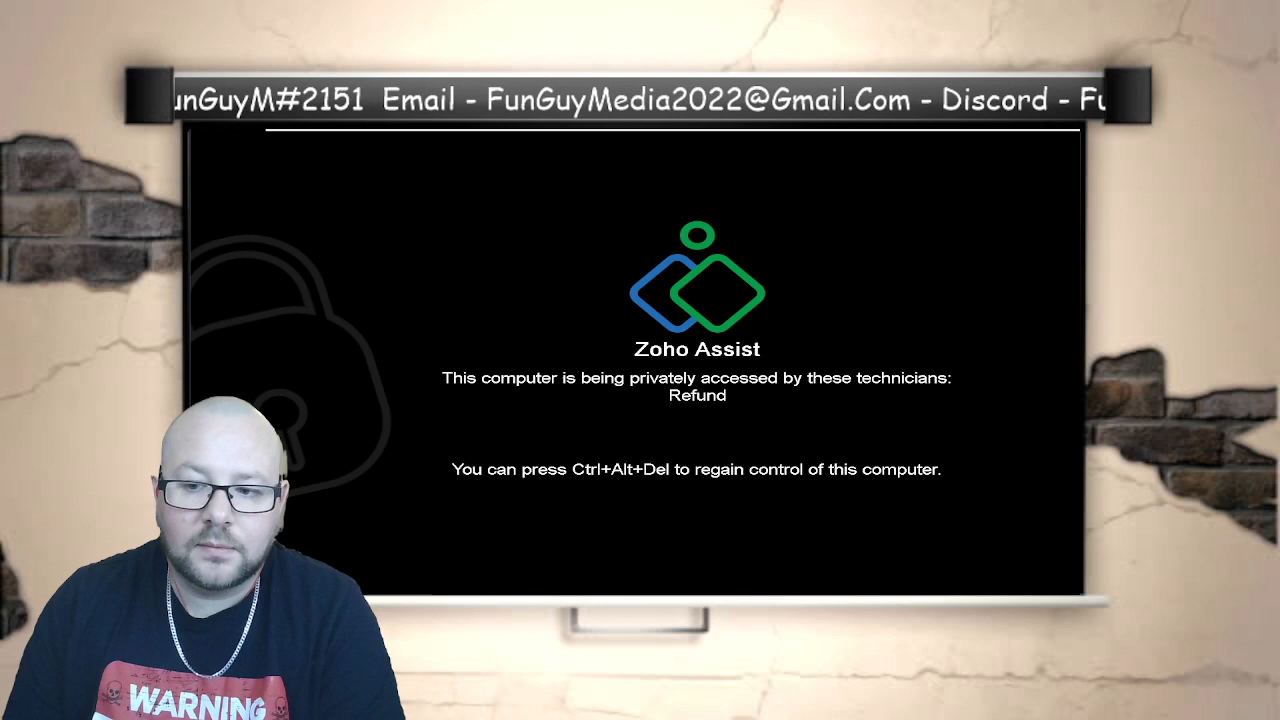 unGuyM#2151 Email - FunGuyMedia2022@Gmail.Com - Discord - Fu
Zoho Assist
This computer is being privately accessed by these technicians:
Refund
You can press Ctrl+Alt+Del to regain control of this computer.
WARNING